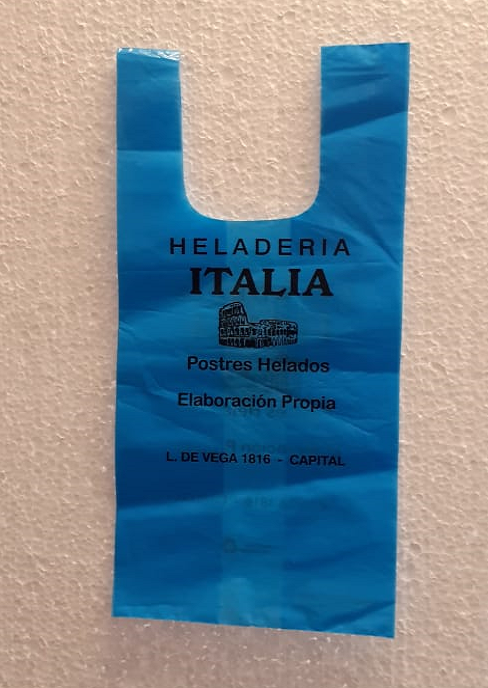 HELADERIA
ITALIA
Postres Helados
Elaboración Propia
L. DE VEGA 1816 - CAPITAL